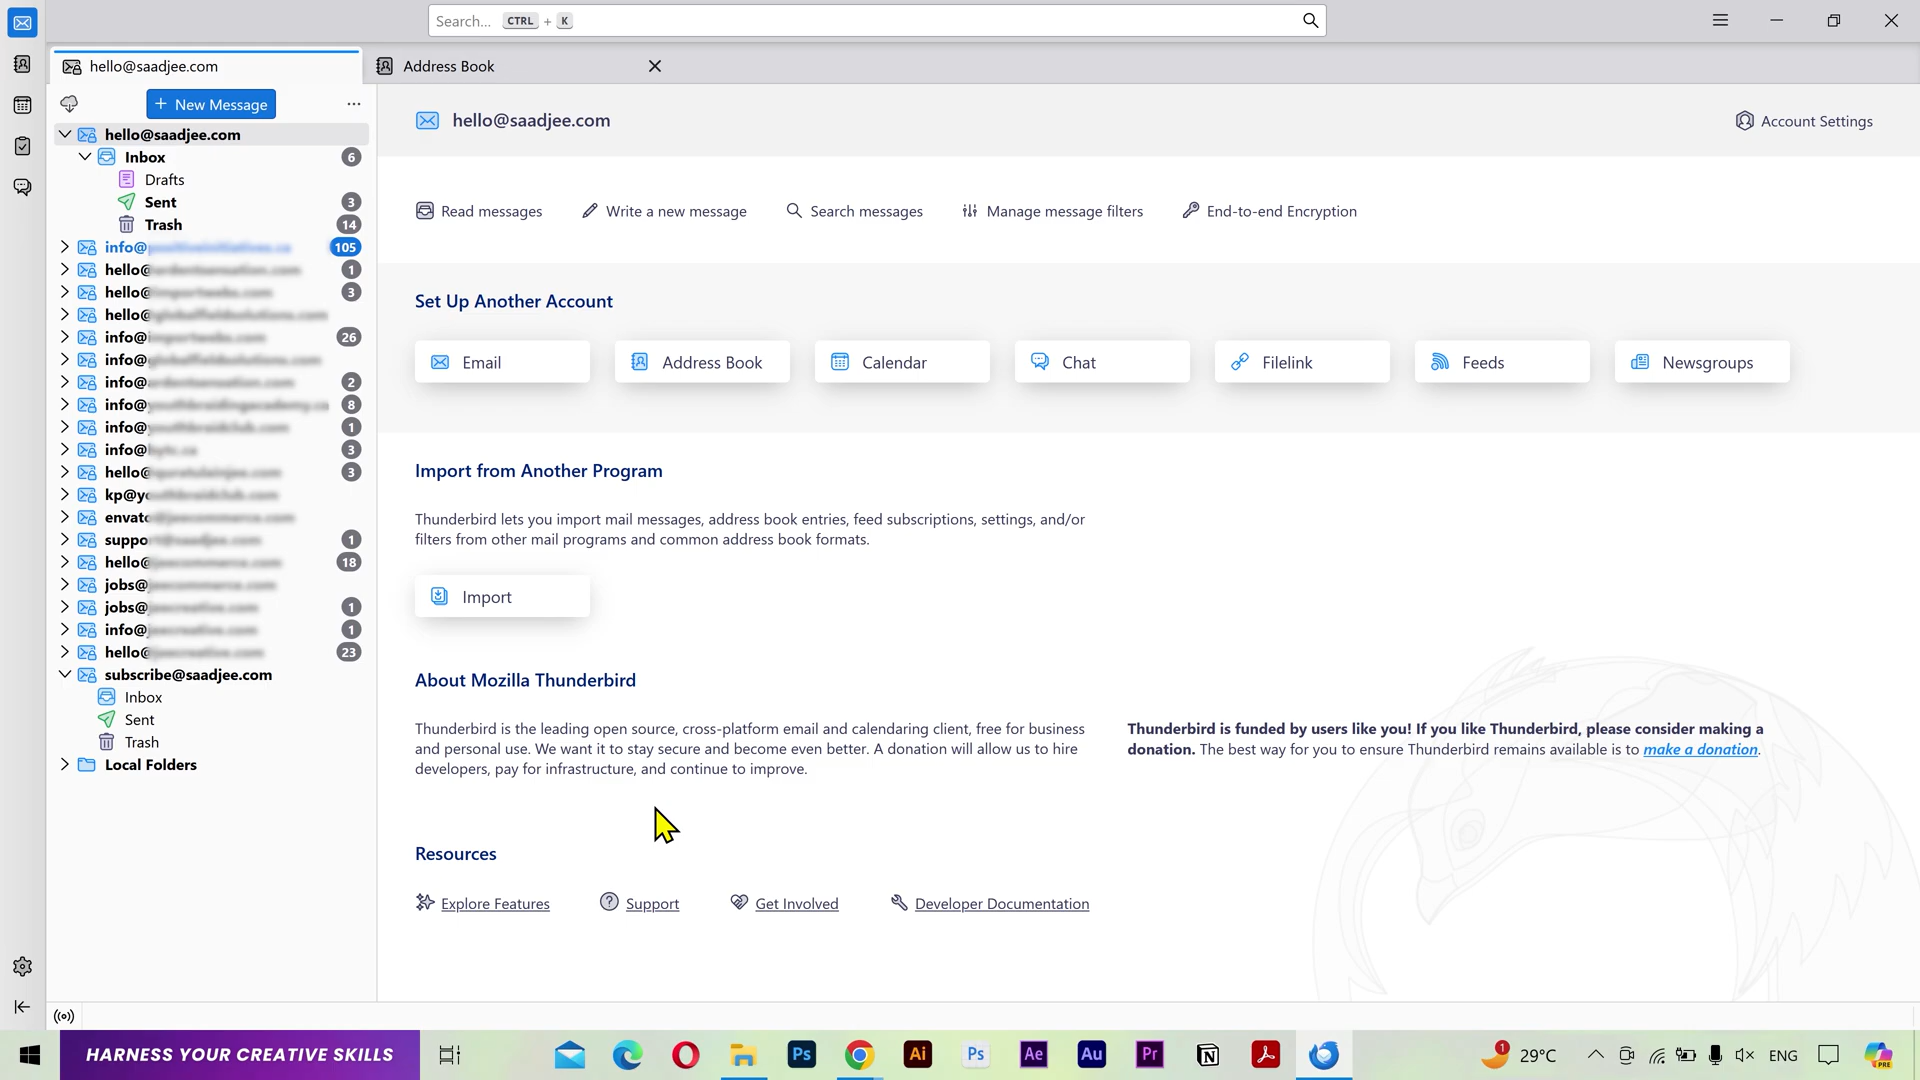 Search... CTRL + K
hello@saadjee.com
Address Book
+ New Message
hello@saadjee.com
Inbox 6
Drafts
Sent 3
Trash 14
info@ 105
hello@ 1
hello@ 3
hello@
info@ 26
info@
info@ 2
info@ 8
info@ 1
info@ 3
hello@ 3
kp@y
envato
suppo 1
hello@ 18
jobs@
jobs@ 1
info@ 1
hello@ 23
subscribe@saadjee.com
Inbox
Sent
Trash
Local Folders
hello@saadjee.com
Account Settings
Read messages Write a new message Search messages Manage message filters End-to-end Encryption
Set Up Another Account
Email Address Book Calendar Chat Filelink Feeds Newsgroups
Import from Another Program
Thunderbird lets you import mail messages, address book entries, feed subscriptions, settings, and/or
filters from other mail programs and common address book formats.
Import
About Mozilla Thunderbird
Thunderbird is the leading open source, cross-platform email and calendaring client, free for business
and personal use. We want it to stay secure and become even better. A donation will allow us to hire
developers, pay for infrastructure, and continue to improve.
Thunderbird is funded by users like you! If you like Thunderbird, please consider making a
donation. The best way for you to ensure Thunderbird remains available is to make a donation.
Resources
Explore Features Support Get Involved Developer Documentation
HARNESS YOUR CREATIVE SKILLS
Ps Ai Ps Ae Au Pr
1 29°C ENG PRE